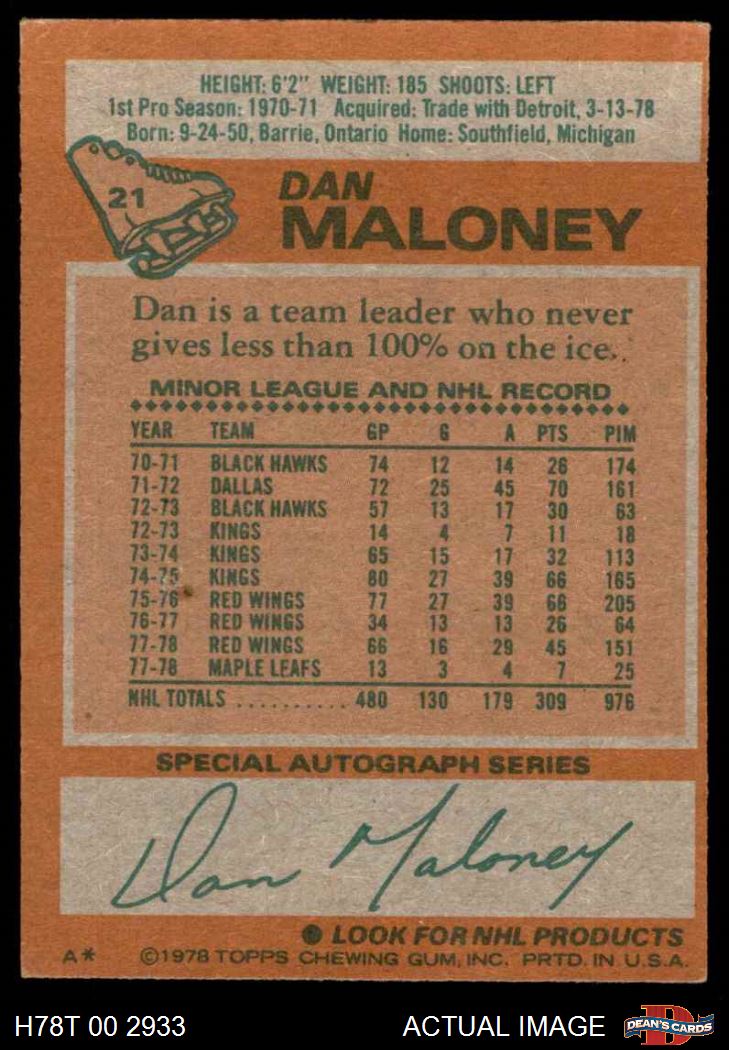 HEIGHT: 6'2" WEIGHT: 185 SHOOTS: LEFT
1st Pro Season: 1970-71 Acquired: Trade with Detroit, 3-13-78
Born: 9-24-50, Barrie, Ontario Home: Southfield, Michigan
21
DAN
MALONEY
Dan is a team leader who never
gives less than 100% on the ice.
MINOR LEAGUE AND NHL RECORD
YEAR TEAM GP G A PTS PIM
70-71 BLACK HAWKS 74 12 14 26 174
71-72 DALLAS 72 25 45 70 161
72-73 BLACK HAWKS 57 13 17 30 63
72-73 KINGS 14 4 7 11 18
73-74 KINGS 65 15 17 32 113
74-75 KINGS 80 27 39 66 165
75-76 RED WINGS 77 27 39 66 205
76-77 RED WINGS 34 13 13 26 64
77-78 RED WINGS 66 16 29 45 151
77-78 MAPLE LEAFS 13 3 4 7 25
NHL TOTALS .......... 480 130 179 309 976
SPECIAL AUTOGRAPH SERIES
Dan Maloney
LOOK FOR NHL PRODUCTS
A* ©1978 TOPPS CHEWING GUM, INC. PRTD. IN U.S.A.
H78T 00 2933 ACTUAL IMAGE DEAN'S CARDS